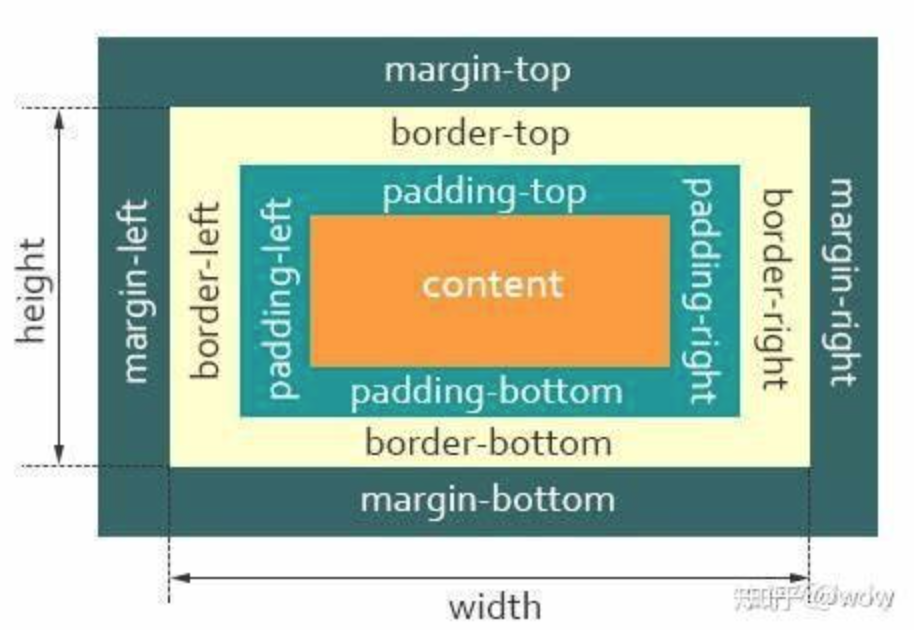 margin-top
border-top
padding-top
height
margin-left
border-left
padding-left
content
padding-right
border-right
margin-right
padding-bottom
border-bottom
margin-bottom
width
知乎 @wdw